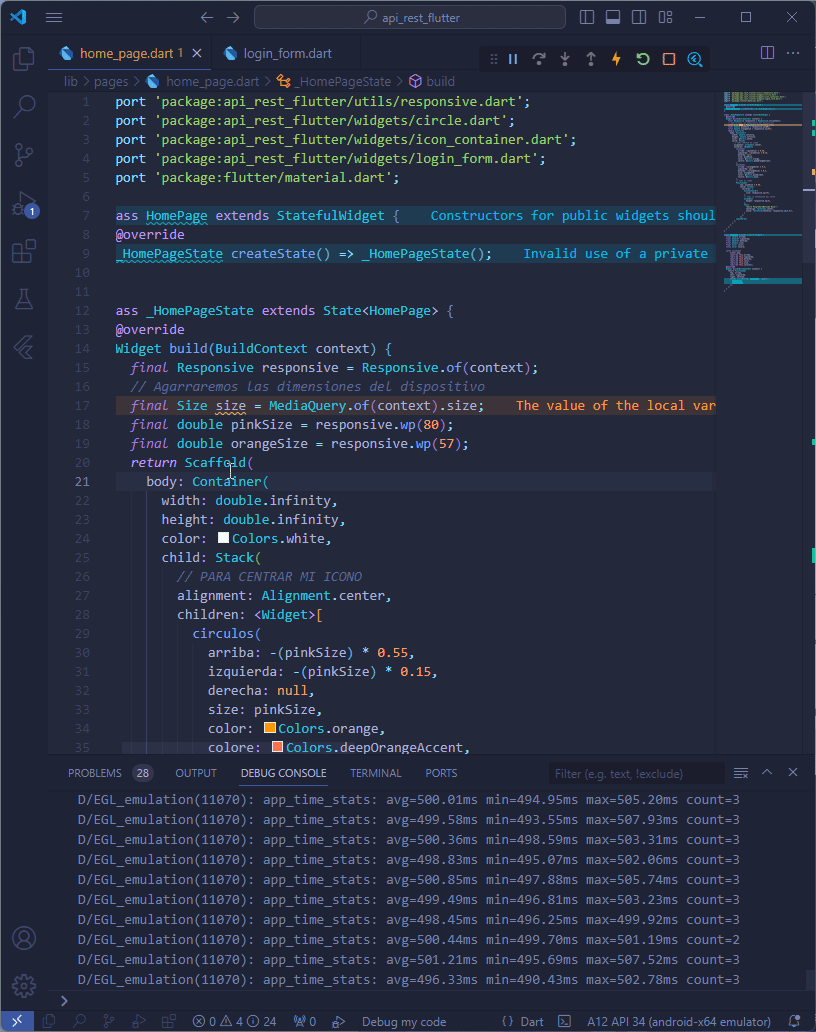 api_rest_flutter
home_page.dart 1
login_form.dart
lib > pages > home_page.dart > _HomePageState > build
1 port 'package:api_rest_flutter/utils/responsive.dart';
2 port 'package:api_rest_flutter/widgets/circle.dart';
3 port 'package:api_rest_flutter/widgets/icon_container.dart';
4 port 'package:api_rest_flutter/widgets/login_form.dart';
5 port 'package:flutter/material.dart';
6
7 ass HomePage extends StatefulWidget { Constructors for public widgets shoul
8 @override
9 _HomePageState createState() => _HomePageState(); Invalid use of a private
10
11
12 ass _HomePageState extends State<HomePage> {
13 @override
14 Widget build(BuildContext context) {
15 final Responsive responsive = Responsive.of(context);
16 // Agarraremos las dimensiones del dispositivo
17 final Size size = MediaQuery.of(context).size; The value of the local var
18 final double pinkSize = responsive.wp(80);
19 final double orangeSize = responsive.wp(57);
20 return Scaffold(
21 body: Container(
22 width: double.infinity,
23 height: double.infinity,
24 color: Colors.white,
25 child: Stack(
26 // PARA CENTRAR MI ICONO
27 alignment: Alignment.center,
28 children: <Widget>[
29 circulos(
30 arriba: -(pinkSize) * 0.55,
31 izquierda: -(pinkSize) * 0.15,
32 derecha: null,
33 size: pinkSize,
34 color: Colors.orange,
35 colore: Colors.deepOrangeAccent,
1
PROBLEMS 28 OUTPUT DEBUG CONSOLE TERMINAL PORTS Filter (e.g. text, !exclude)
D/EGL_emulation(11070): app_time_stats: avg=500.01ms min=494.95ms max=505.20ms count=3
D/EGL_emulation(11070): app_time_stats: avg=499.58ms min=493.55ms max=507.93ms count=3
D/EGL_emulation(11070): app_time_stats: avg=500.36ms min=498.59ms max=503.31ms count=3
D/EGL_emulation(11070): app_time_stats: avg=498.83ms min=495.07ms max=502.06ms count=3
D/EGL_emulation(11070): app_time_stats: avg=500.85ms min=497.88ms max=505.74ms count=3
D/EGL_emulation(11070): app_time_stats: avg=499.49ms min=496.81ms max=503.23ms count=3
D/EGL_emulation(11070): app_time_stats: avg=498.45ms min=496.25ms max=499.92ms count=3
D/EGL_emulation(11070): app_time_stats: avg=500.44ms min=499.70ms max=501.19ms count=2
D/EGL_emulation(11070): app_time_stats: avg=501.21ms min=495.69ms max=507.52ms count=3
D/EGL_emulation(11070): app_time_stats: avg=496.33ms min=490.43ms max=502.78ms count=3
>
0 4 24 0 Debug my code {} Dart A12 API 34 (android-x64 emulator)